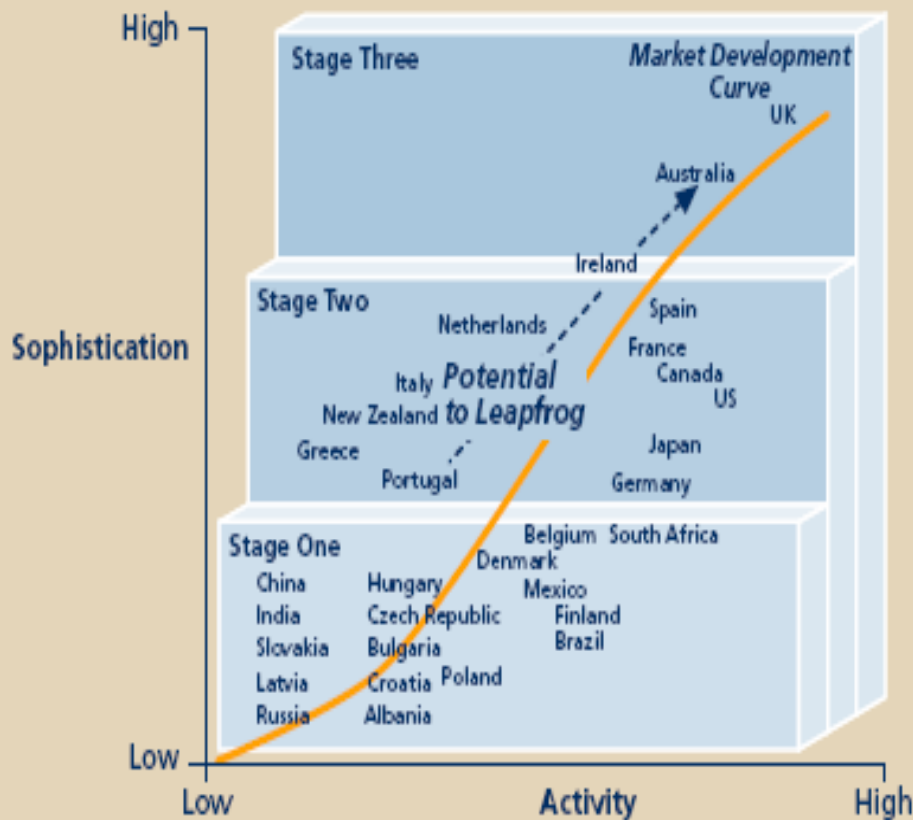 High
Stage Three
Market Development
Curve
UK
Australia
Ireland
Stage Two
Spain
Netherlands
Sophistication
France
Canada
Italy
Potential
US
New Zealand
to Leapfrog
Greece
Japan
Portugal
Germany
Stage One
Belgium
South Africa
Denmark
China
Hungary
Mexico
India
Czech Republic
Finland
Slovakia
Bulgaria
Brazil
Latvia
Croatia
Poland
Russia
Albania
Low
Low
Activity
High